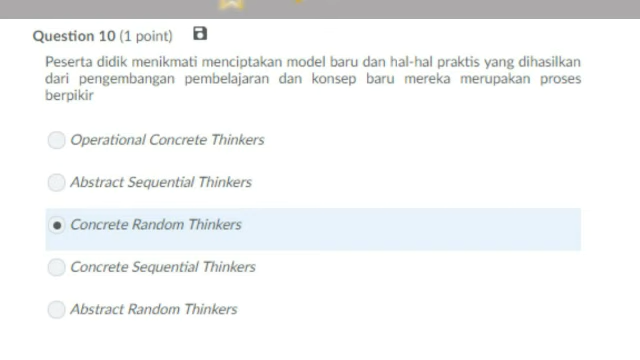 Question 10 (1 point)
Peserta didik menikmati menciptakan model baru dan hal-hal praktis yang dihasilkan
dari pengembangan pembelajaran dan konsep baru mereka merupakan proses
berpikir
Operational Concrete Thinkers
Abstract Sequential Thinkers
Concrete Random Thinkers
Concrete Sequential Thinkers
Abstract Random Thinkers